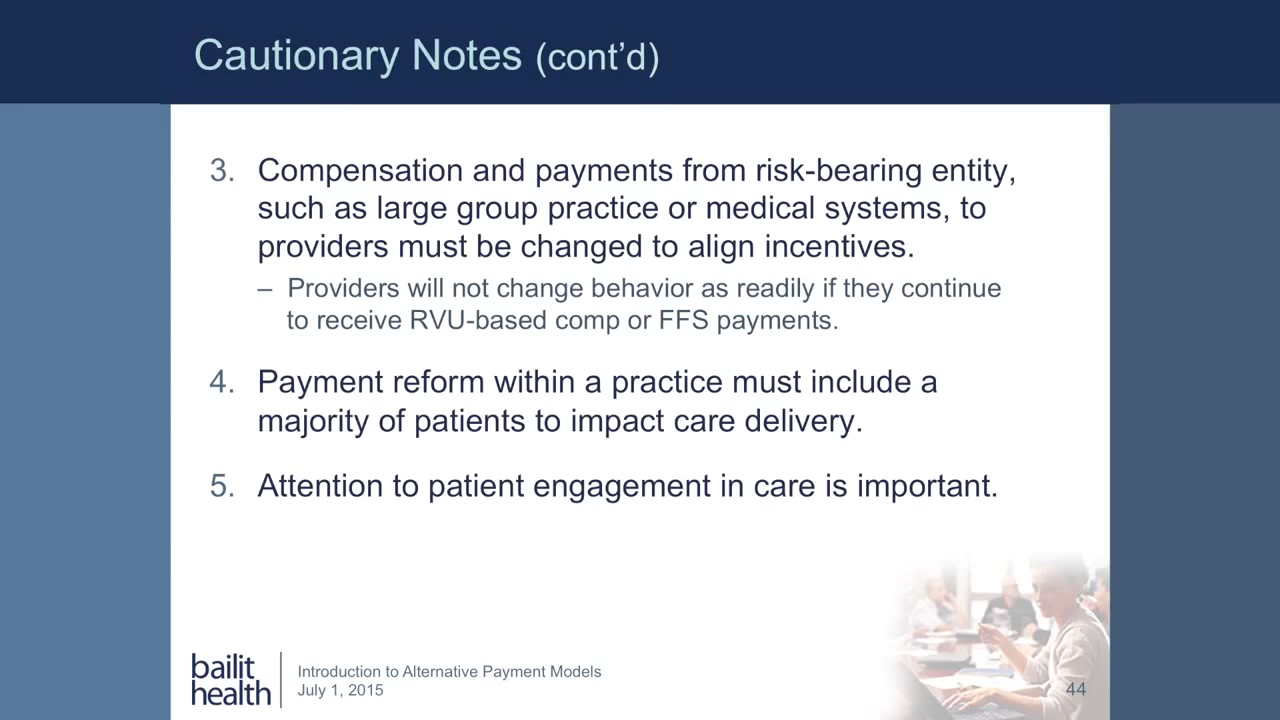 Cautionary Notes (cont’d)
3. Compensation and payments from risk-bearing entity,
such as large group practice or medical systems, to
providers must be changed to align incentives.
– Providers will not change behavior as readily if they continue
to receive RVU-based comp or FFS payments.
4. Payment reform within a practice must include a
majority of patients to impact care delivery.
5. Attention to patient engagement in care is important.
bailit
health
Introduction to Alternative Payment Models
July 1, 2015
44